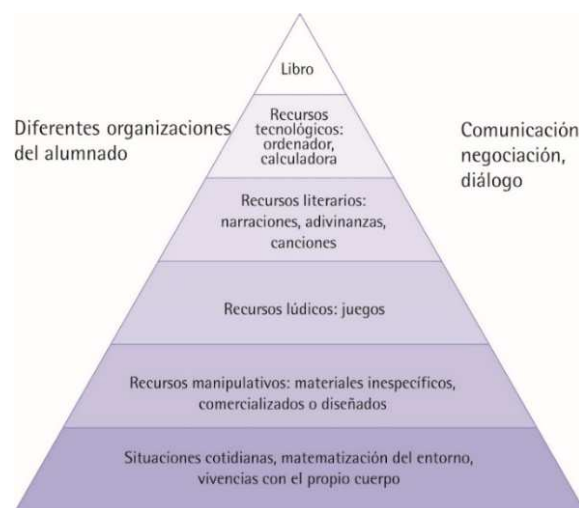 Libro
Recursos
tecnológicos:
ordenador,
calculadora
Diferentes organizaciones
del alumnado
Comunicación
negociación,
diálogo
Recursos literarios:
narraciones, adivinanzas,
canciones
Recursos lúdicos: juegos
Recursos manipulativos: materiales inespecíficos,
comercializados o diseñados
Situaciones cotidianas, matematización del entorno,
vivencias con el propio cuerpo